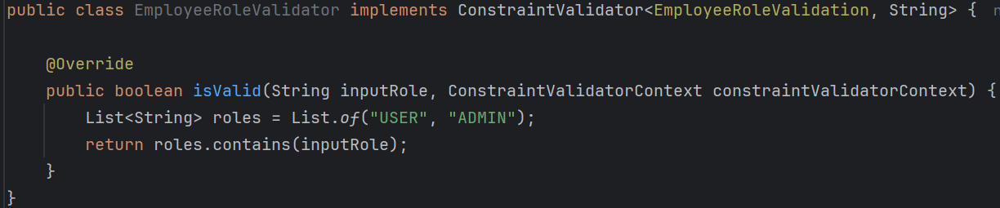 public class EmployeeRoleValidator implements ConstraintValidator<EmployeeRoleValidation, String> {
@Override
public boolean isValid(String inputRole, ConstraintValidatorContext constraintValidatorContext) {
List<String> roles = List.of("USER", "ADMIN");
return roles.contains(inputRole);
}
}